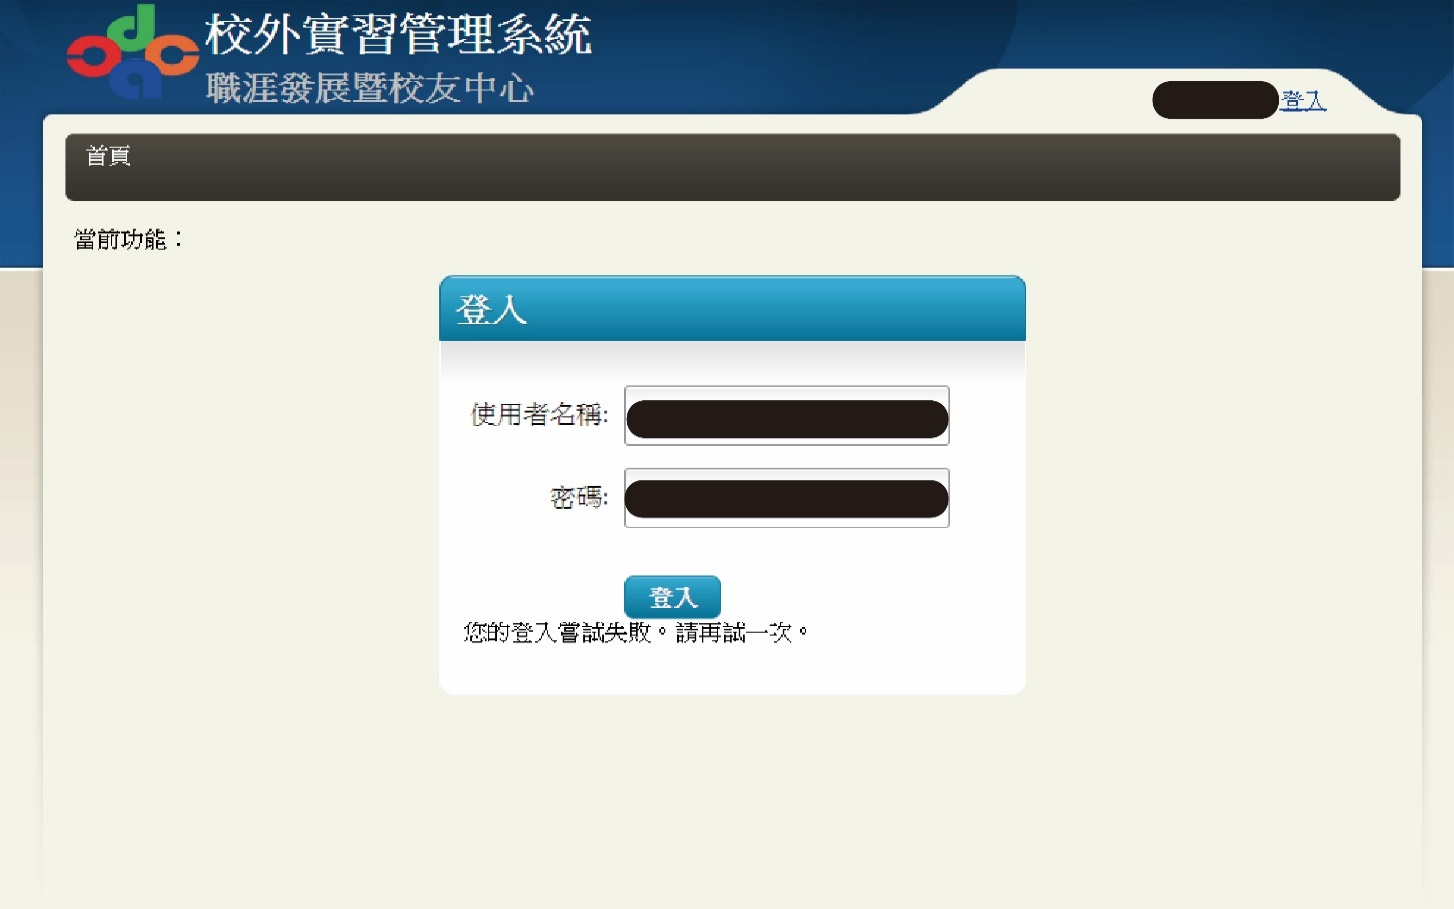 校外實習管理系統
職涯發展暨校友中心
登入
首頁
當前功能：
登入
使用者名稱:
密碼:
登入
您的登入嘗試失敗。請再試一次。